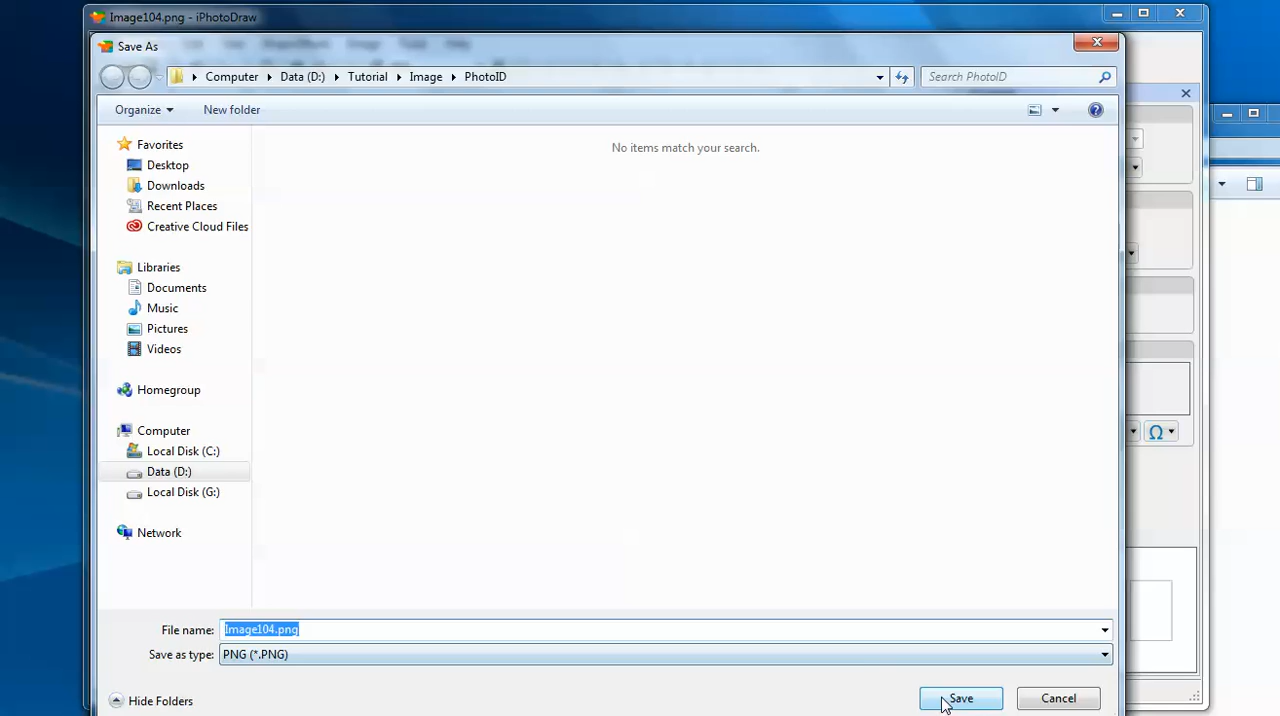 Image104.png - iPhotoDraw
Save As
Computer Data (D:) Tutorial Image PhotoID
Search PhotoID
Organize New folder
No items match your search.
Favorites
Desktop
Downloads
Recent Places
Creative Cloud Files
Libraries
Documents
Music
Pictures
Videos
Homegroup
Computer
Local Disk (C:)
Data (D:)
Local Disk (G:)
Network
File name: Image104.png
Save as type: PNG (*.PNG)
Hide Folders
Save Cancel